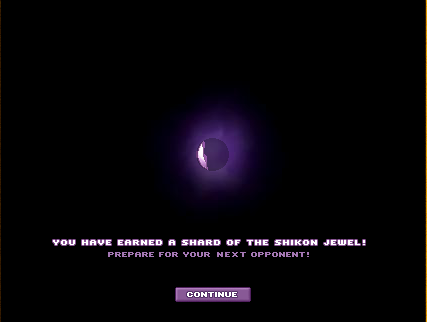 YOU HAVE EARNED A SHARD OF THE SHIKON JEWEL!
PREPARE FOR YOUR NEXT OPPONENT!
CONTINUE